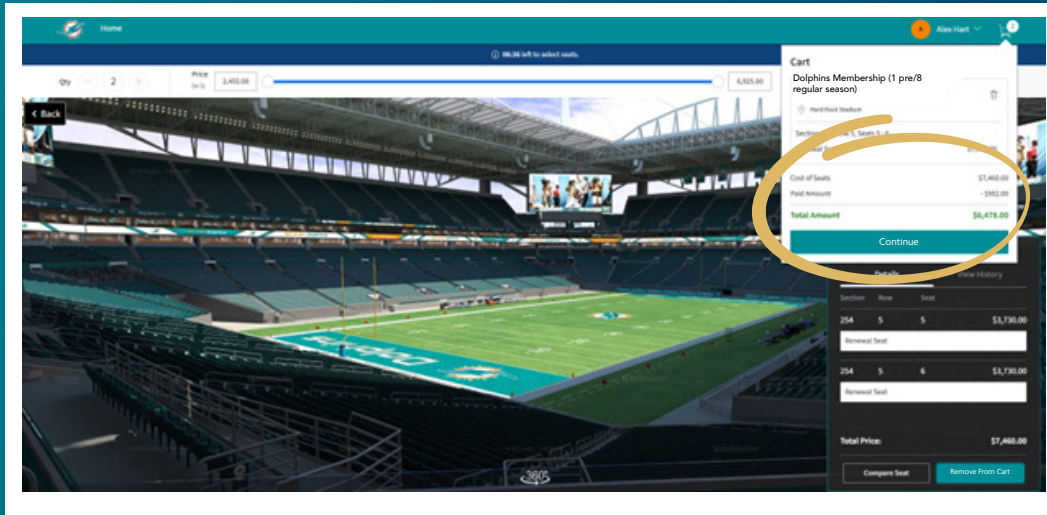 Home
Alex Hart
2
06:36 left to select seats.
Qty - 2 + Price (in $) 2,455.00 6,925.00
< Back
Cart
Dolphins Membership (1 pre/8
regular season)
Hard Rock Stadium
Cost of Seats $7,460.00
Paid Amount - $982.00
Total Amount $6,478.00
Continue
Details View History
Section Row Seat
254 5 5 $3,730.00
Renewal Seat
254 5 6 $3,730.00
Renewal Seat
Total Price: $7,460.00
Compare Seat Remove From Cart
DOLPHINS
360°